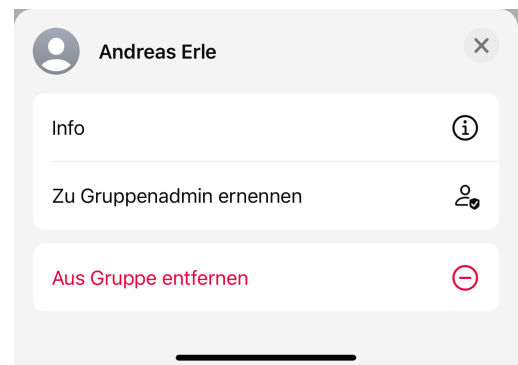 Andreas Erle
Info
Zu Gruppenadmin ernennen
Aus Gruppe entfernen